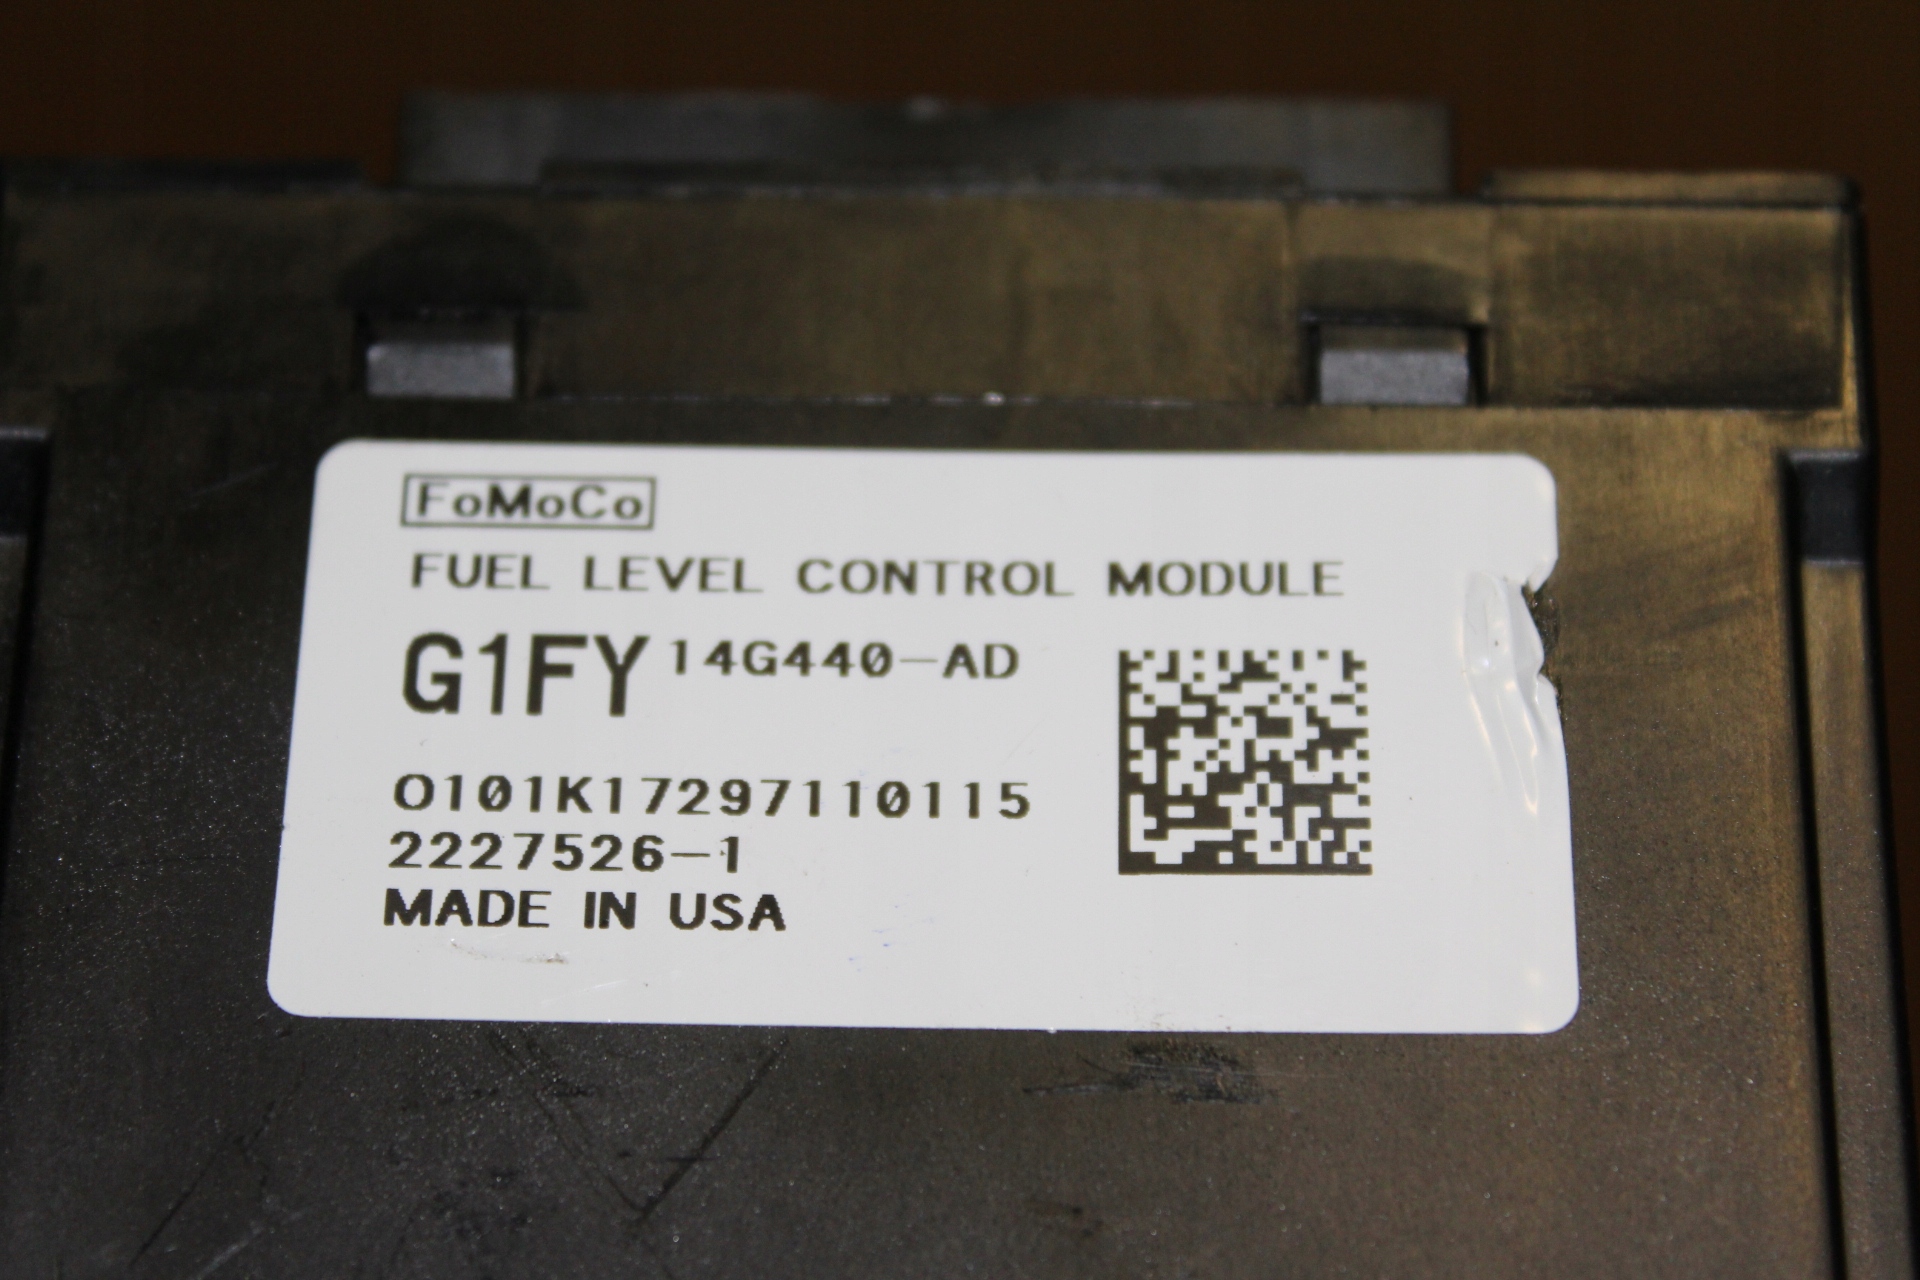 FoMoCo
FUEL LEVEL CONTROL MODULE
G1FY 14G440-AD
O101K17297110115
2227526-1
MADE IN USA